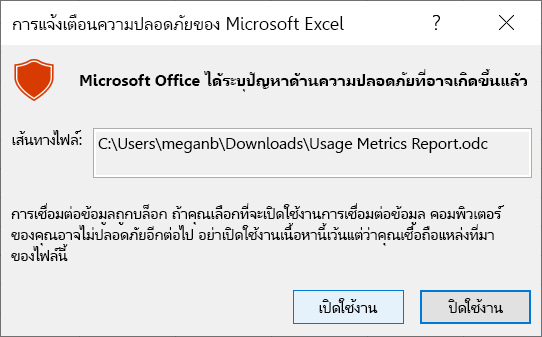 การแจ้งเตือนความปลอดภัยของ Microsoft Excel
Microsoft Office ได้ระบุปัญหาด้านความปลอดภัยที่อาจเกิดขึ้นแล้ว
เส้นทางไฟล์:
C:\Users\meganb\Downloads\Usage Metrics Report.odc
การเชื่อมต่อข้อมูลถูกบล็อก ถ้าคุณเลือกที่จะเปิดใช้งานการเชื่อมต่อข้อมูล คอมพิวเตอร์
ของคุณอาจไม่ปลอดภัยอีกต่อไป อย่าเปิดใช้งานเนื้อหานี้เว้นแต่ว่าคุณเชื่อถือแหล่งที่มา
ของไฟล์นี้
เปิดใช้งาน
ปิดใช้งาน